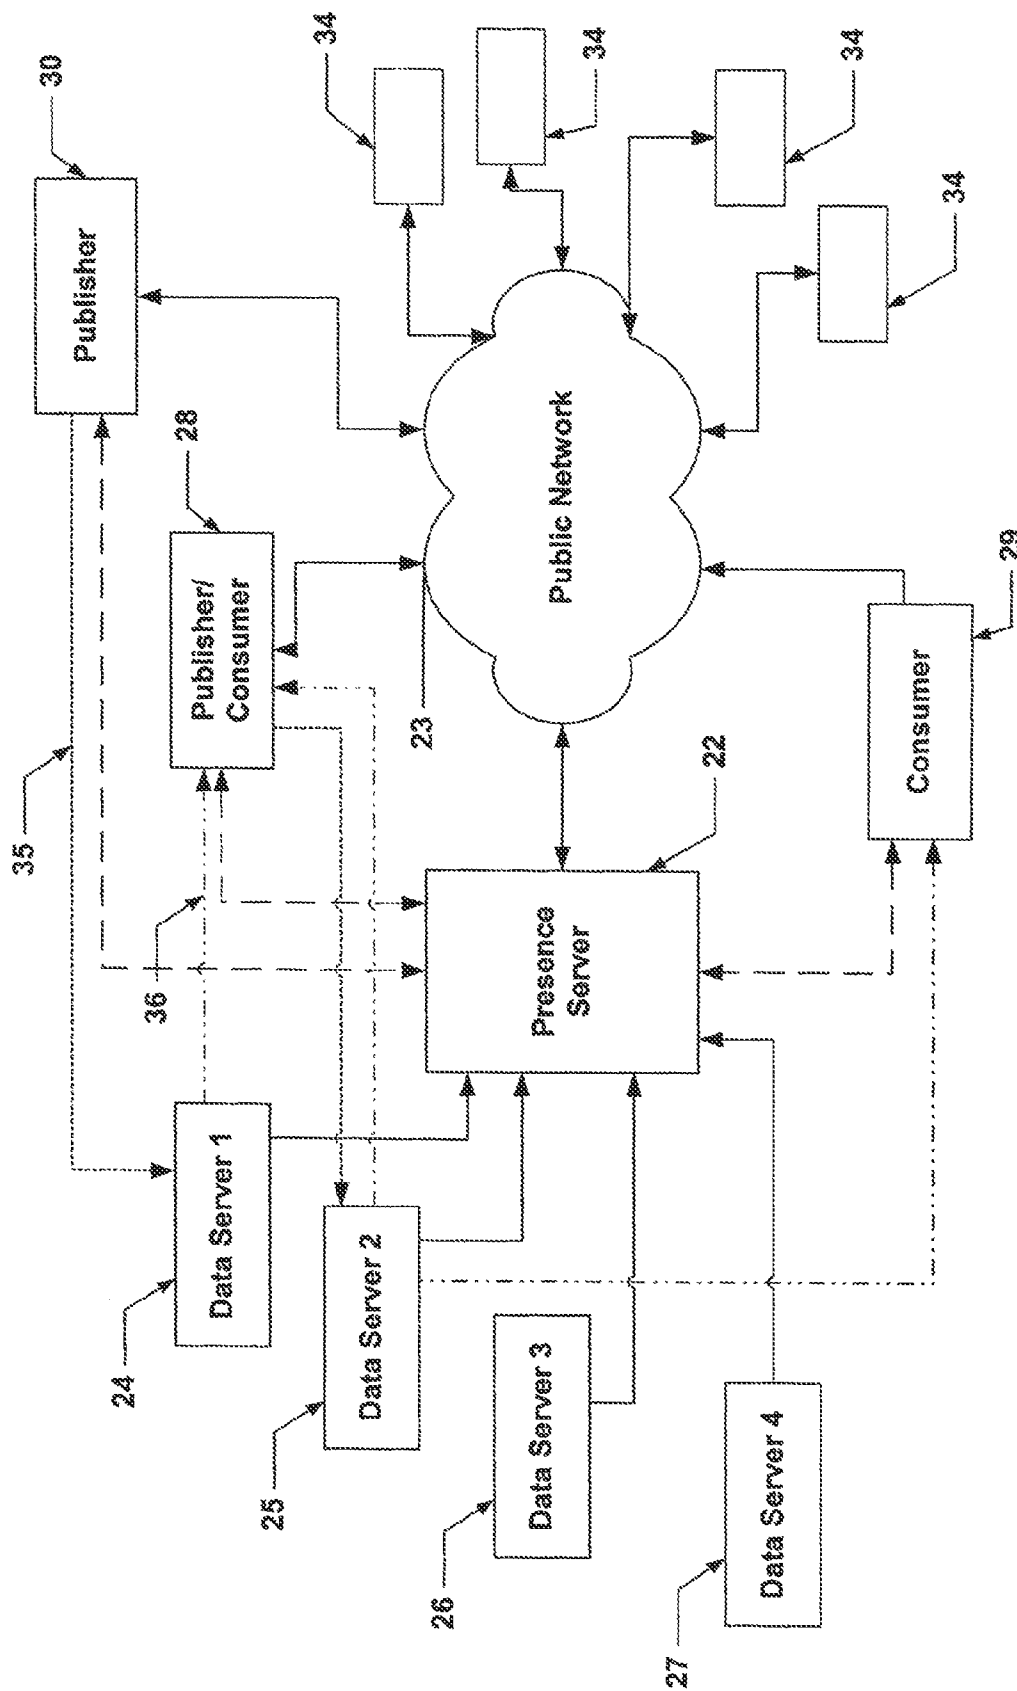 30
Publisher
34
34
34
34
28
Publisher/
Consumer
35
36
23
Public Network
22
Presence
Server
29
Consumer
24
Data Server 1
25
Data Server 2
26
Data Server 3
27
Data Server 4